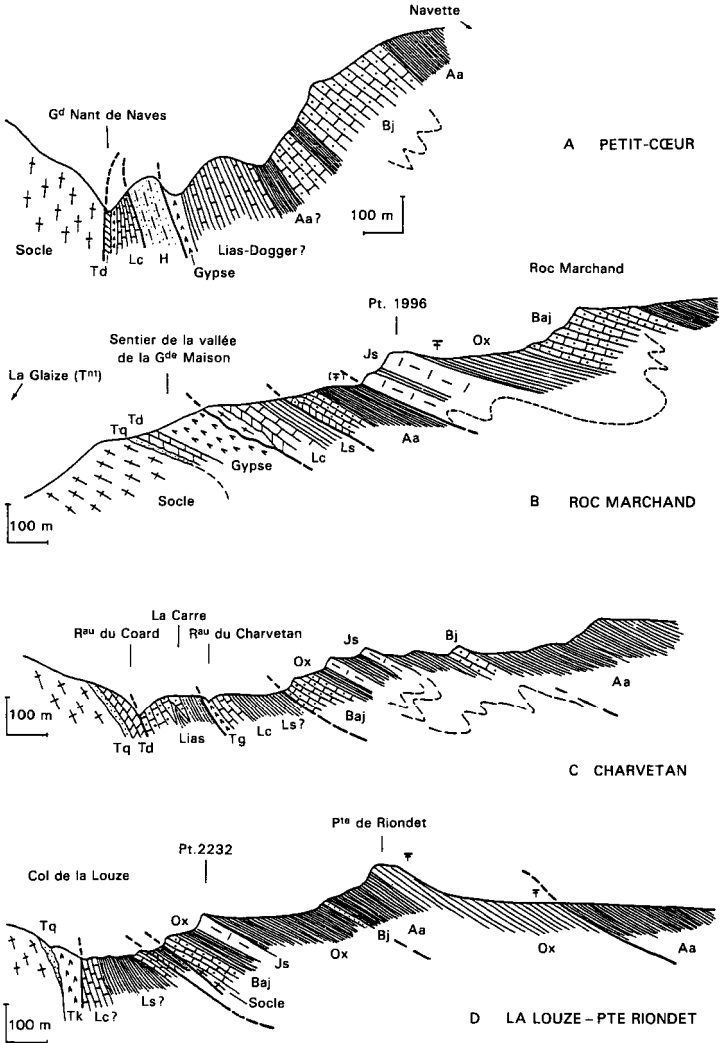 Navette
Gd Nant de Naves
Aa
Bj
A PETIT-CŒUR
100 m
Socle
Aa?
Td
Lc
H
Gypse
Lias-Dogger?
Roc Marchand
Pt. 1996
Baj
Ox
Sentier de la vallée
de la Gde Maison
Js
La Glaize (Tnt)
Td
Tq
Aa
Ls
Lc
Gypse
Socle
100 m
B ROC MARCHAND
La Carre
Rau du Coard
Rau du Charvetan
Js
Bj
Ox
Aa
100 m
Baj
Ls?
Lc
Tg
Lias
Tq Td
C CHARVETAN
Pte de Riondet
Pt.2232
Col de la Louze
Ox
Tq
Aa
Bj
Ox
Ox
Aa
Js
Baj
Socle
Ls?
Lc?
Tk
100 m
D LA LOUZE – PTE RIONDET